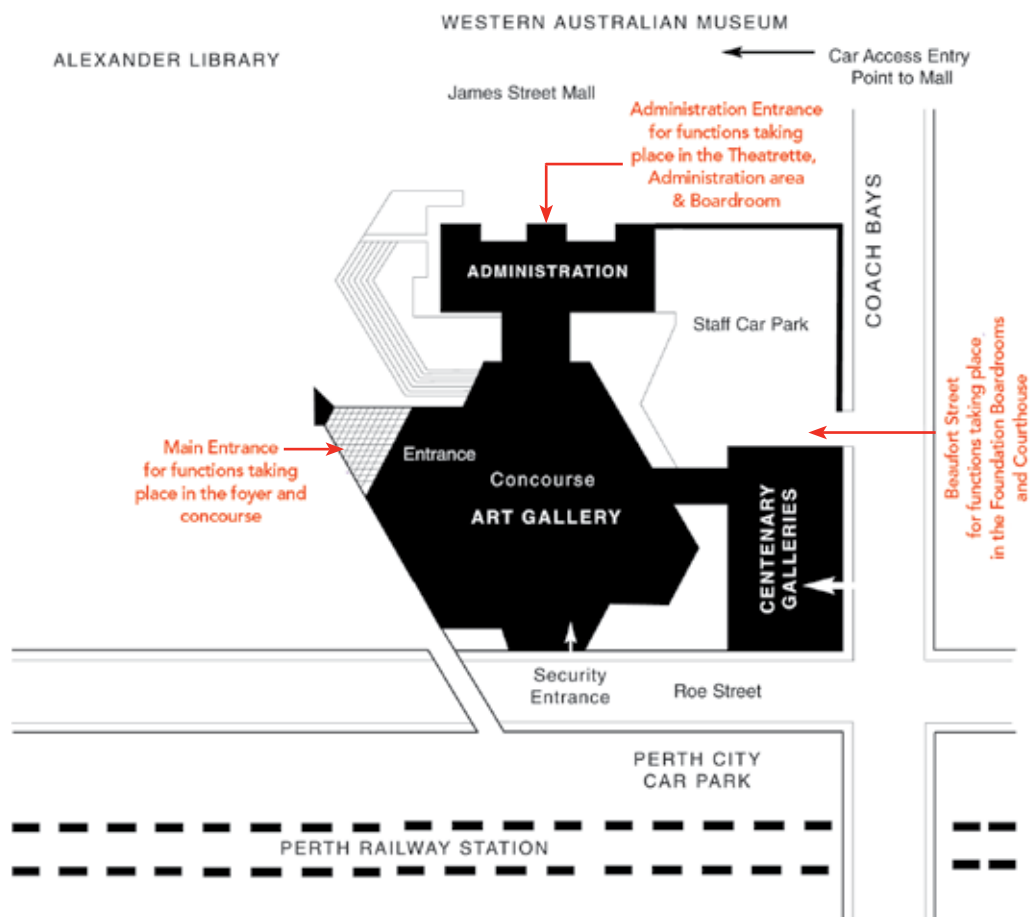 WESTERN AUSTRALIAN MUSEUM
ALEXANDER LIBRARY
Car Access Entry
Point to Mall
James Street Mall
Administration Entrance
for functions taking
place in the Theatrette,
Administration area
& Boardroom
COACH BAYS
ADMINISTRATION
Staff Car Park
Beaufort Street
for functions taking place
in the Foundation Boardrooms
and Courthouse
Main Entrance
for functions taking
place in the foyer and
concourse
Entrance
Concourse
ART GALLERY
CENTENARY
GALLERIES
Security
Entrance
Roe Street
PERTH CITY
CAR PARK
PERTH RAILWAY STATION